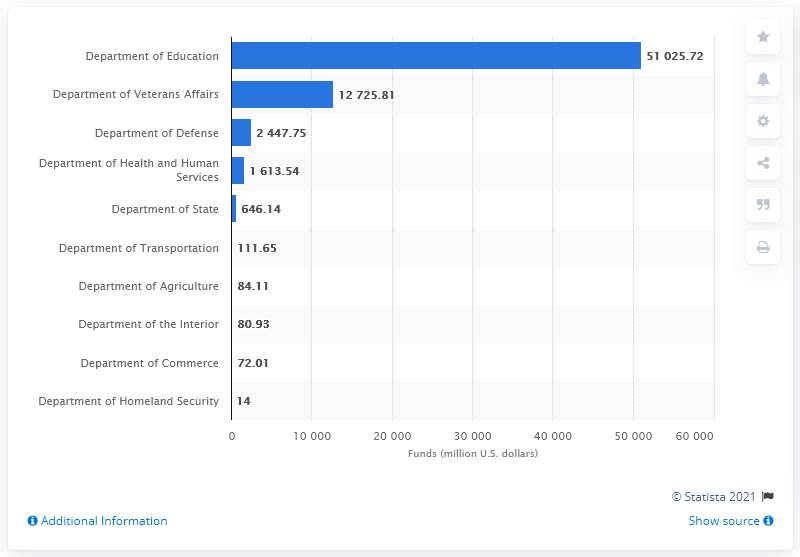 Department of Education 51 025.72
Department of Veterans Affairs 12 725.81
Department of Defense 2 447.75
Department of Health and Human
Services 1 613.54
Department of State 646.14
Department of Transportation 111.65
Department of Agriculture 84.11
Department of the Interior 80.93
Department of Commerce 72.01
Department of Homeland Security 14
0 10 000 20 000 30 000 40 000 50 000 60 000
Funds (million U.S. dollars)
© Statista 2021
Additional Information
Show source